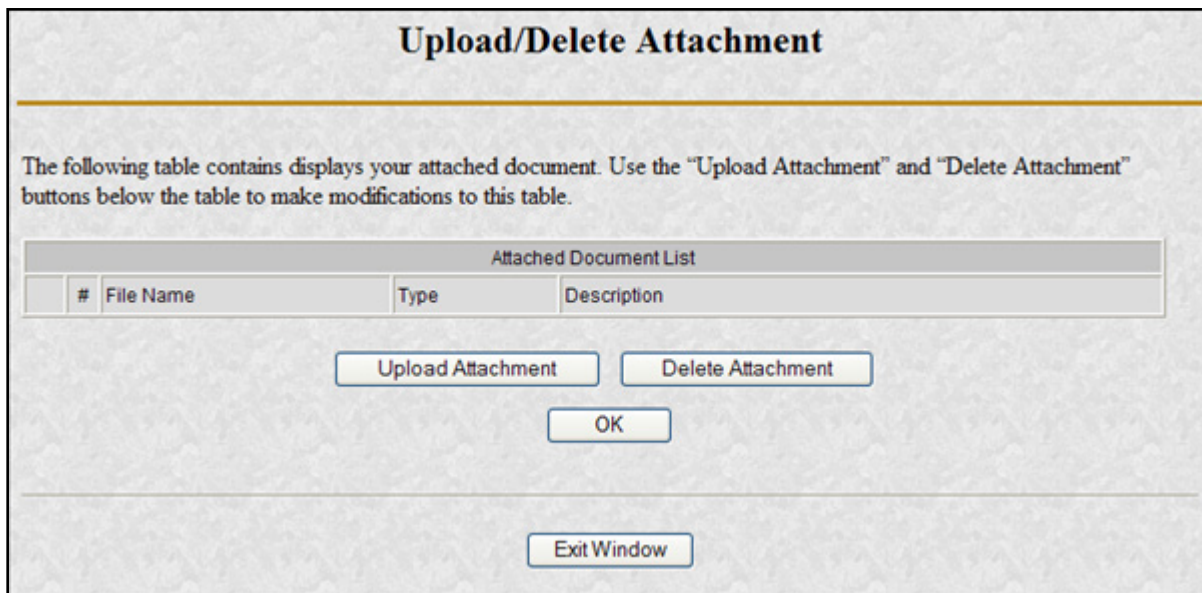 Upload/Delete Attachment
The following table contains displays your attached document. Use the “Upload Attachment” and “Delete Attachment”
buttons below the table to make modifications to this table.
Attached Document List
# File Name Type Description
Upload Attachment Delete Attachment
OK
Exit Window